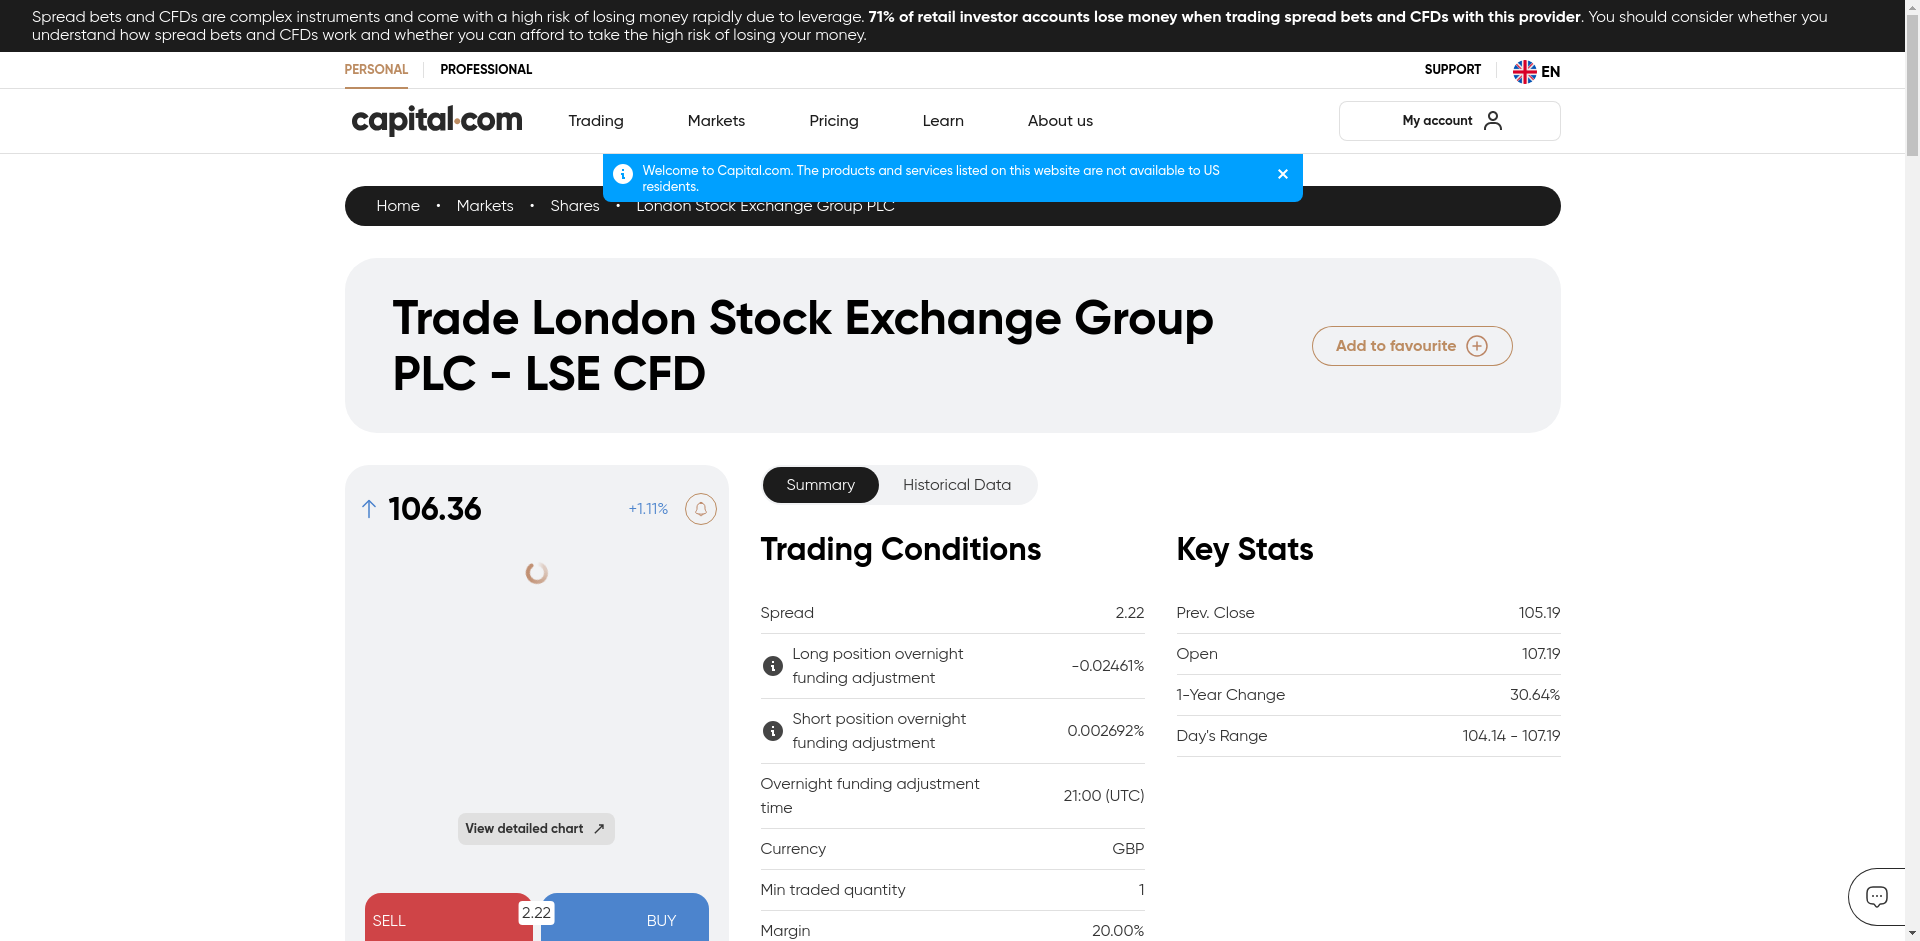 Spread bets and CFDs are complex instruments and come with a high risk of losing money rapidly due to leverage. 71% of retail investor accounts lose money when trading spread bets and CFDs with this provider. You should consider whether you
understand how spread bets and CFDs work and whether you can afford to take the high risk of losing your money.
PERSONAL PROFESSIONAL SUPPORT EN
capital.com Trading Markets Pricing Learn About us My account
Welcome to Capital.com. The products and services listed on this website are not available to US
residents.
Home • Markets • Shares • London Stock Exchange Group PLC
Trade London Stock Exchange Group
PLC - LSE CFD
Add to favourite
106.36 +1.11%
Summary Historical Data
Trading Conditions
Spread 2.22
Long position overnight
funding adjustment -0.02461%
Short position overnight
funding adjustment 0.002692%
Overnight funding adjustment
time 21:00 (UTC)
Currency GBP
Min traded quantity 1
Margin 20.00%
Key Stats
Prev. Close 105.19
Open 107.19
1-Year Change 30.64%
Day's Range 104.14 - 107.19
View detailed chart
SELL 2.22 BUY